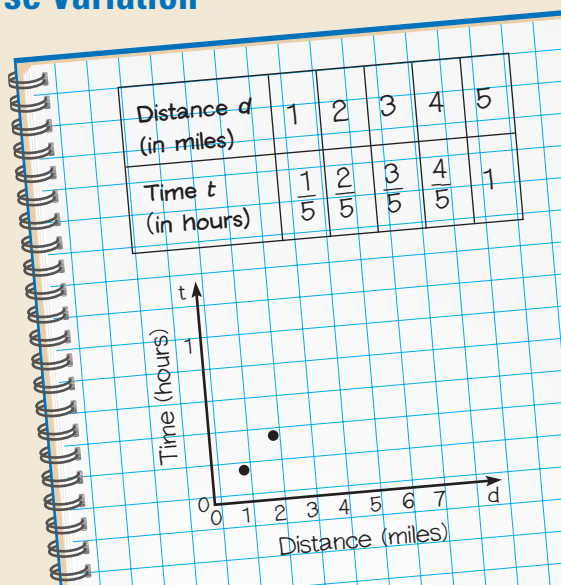 se Variation
Distance d 1 2 3 4 5
(in miles)
Time t 1/5 2/5 3/5 4/5 1
(in hours)
t
Time (hours)
1
0
0 1 2 3 4 5 6 7 d
Distance (miles)